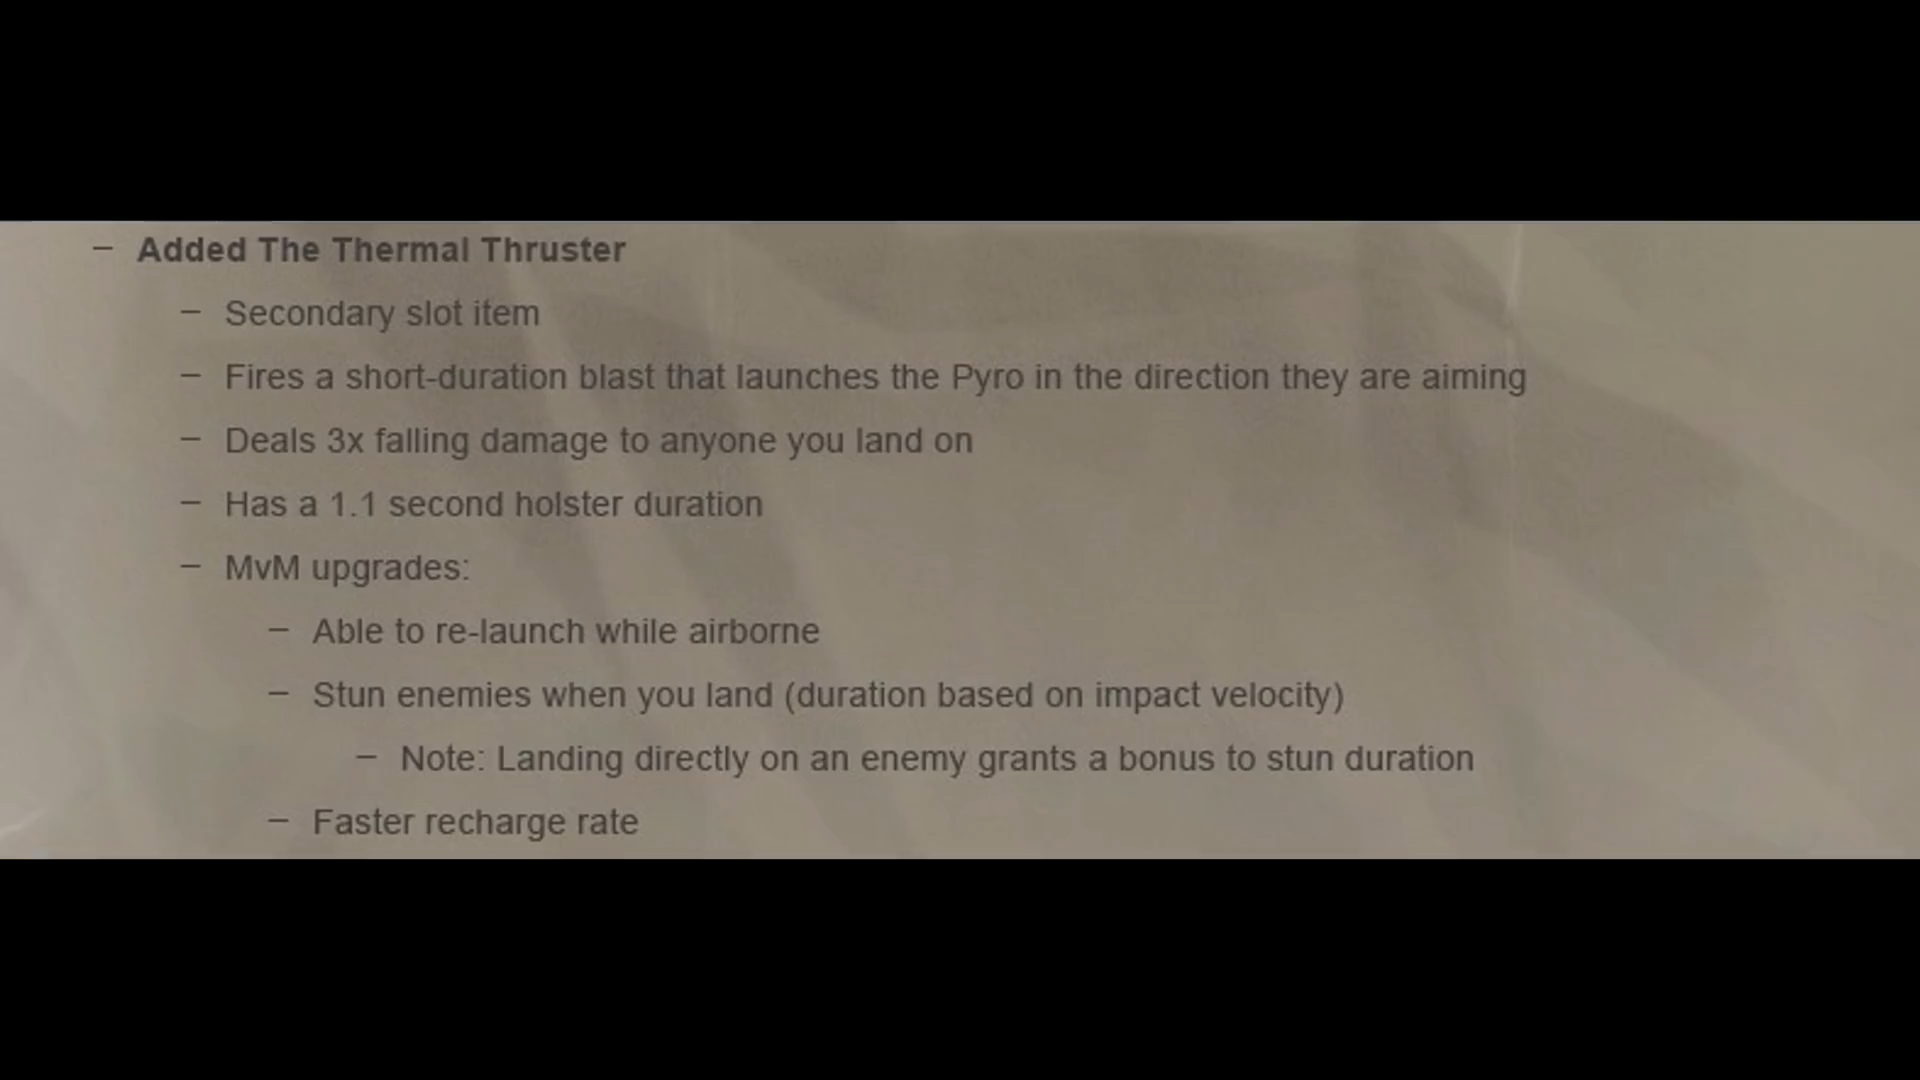 – Added The Thermal Thruster
– Secondary slot item
– Fires a short-duration blast that launches the Pyro in the direction they are aiming
– Deals 3x falling damage to anyone you land on
– Has a 1.1 second holster duration
– MvM upgrades:
– Able to re-launch while airborne
– Stun enemies when you land (duration based on impact velocity)
– Note: Landing directly on an enemy grants a bonus to stun duration
– Faster recharge rate